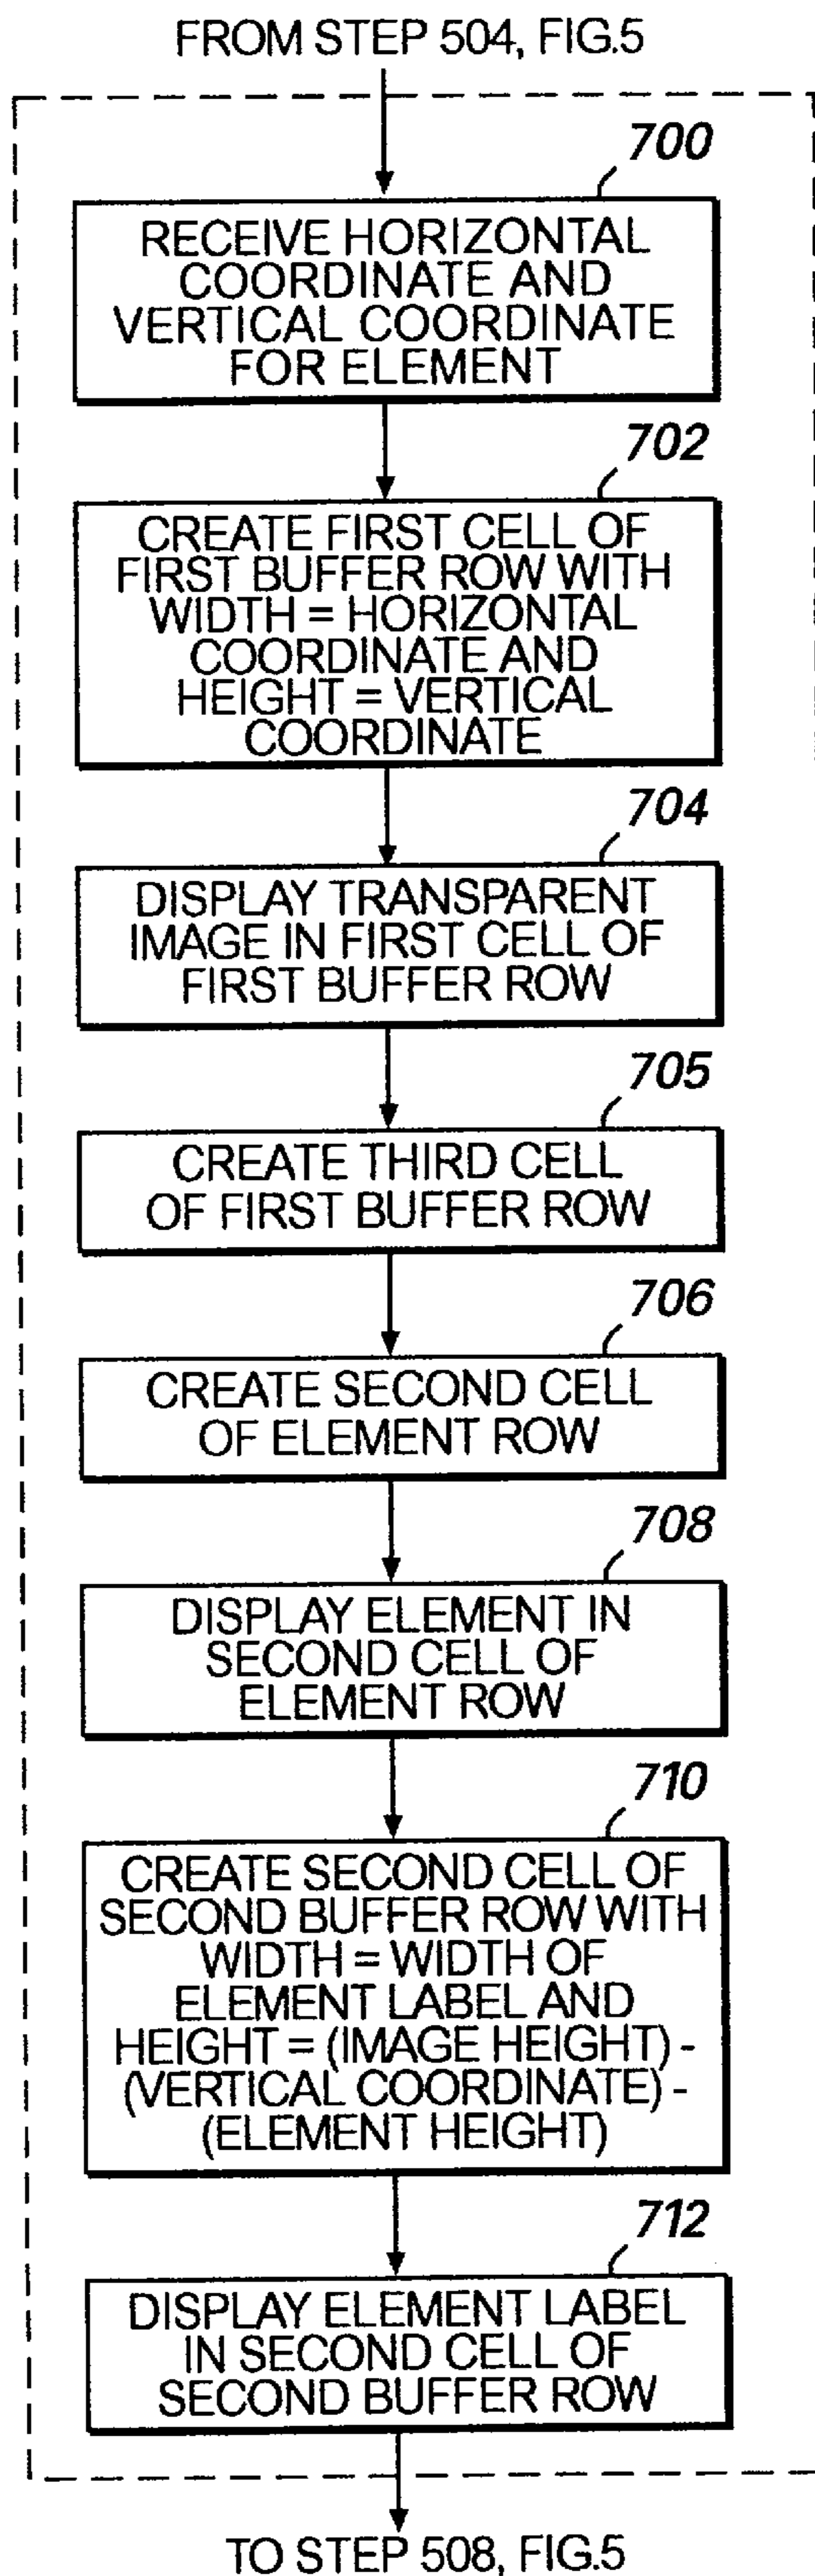 FROM STEP 504, FIG.5
700
RECEIVE HORIZONTAL
COORDINATE AND
VERTICAL COORDINATE
FOR ELEMENT
702
CREATE FIRST CELL OF
FIRST BUFFER ROW WITH
WIDTH = HORIZONTAL
COORDINATE AND
HEIGHT = VERTICAL
COORDINATE
704
DISPLAY TRANSPARENT
IMAGE IN FIRST CELL OF
FIRST BUFFER ROW
705
CREATE THIRD CELL
OF FIRST BUFFER ROW
706
CREATE SECOND CELL
OF ELEMENT ROW
708
DISPLAY ELEMENT IN
SECOND CELL OF
ELEMENT ROW
710
CREATE SECOND CELL OF
SECOND BUFFER ROW WITH
WIDTH = WIDTH OF
ELEMENT LABEL AND
HEIGHT = (IMAGE HEIGHT) -
(VERTICAL COORDINATE) -
(ELEMENT HEIGHT)
712
DISPLAY ELEMENT LABEL
IN SECOND CELL OF
SECOND BUFFER ROW
TO STEP 508, FIG.5